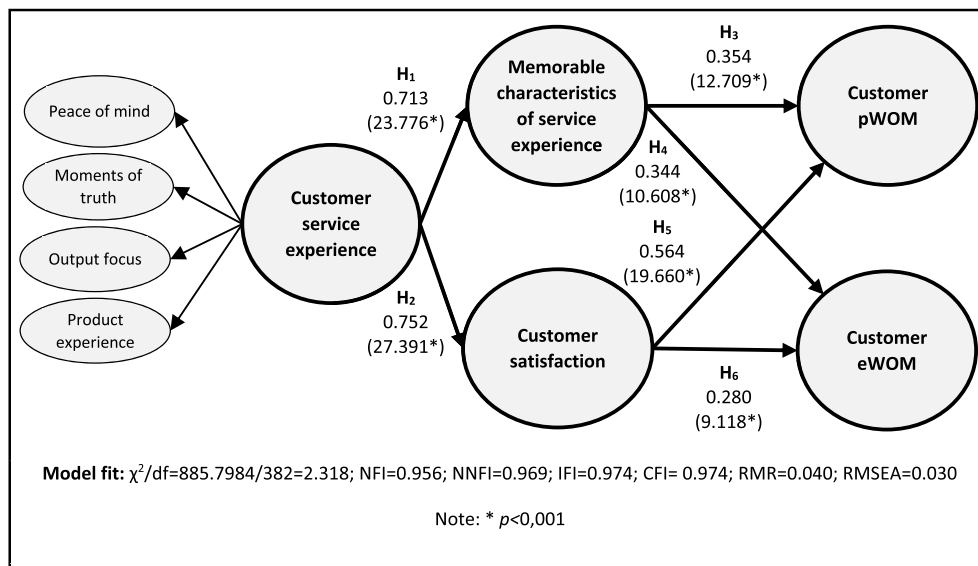 Peace of mind
Moments of
truth
Output focus
Product
experience
Customer
service
experience
H₁
0.713
(23.776*)
H₂
0.752
(27.391*)
Memorable
characteristics
of service
experience
Customer
satisfaction
H₃
0.354
(12.709*)
H₄
0.344
(10.608*)
H₅
0.564
(19.660*)
H₆
0.280
(9.118*)
Customer
pWOM
Customer
eWOM
Model fit: χ²/df=885.7984/382=2.318; NFI=0.956; NNFI=0.969; IFI=0.974; CFI= 0.974; RMR=0.040; RMSEA=0.030
Note: * p<0,001